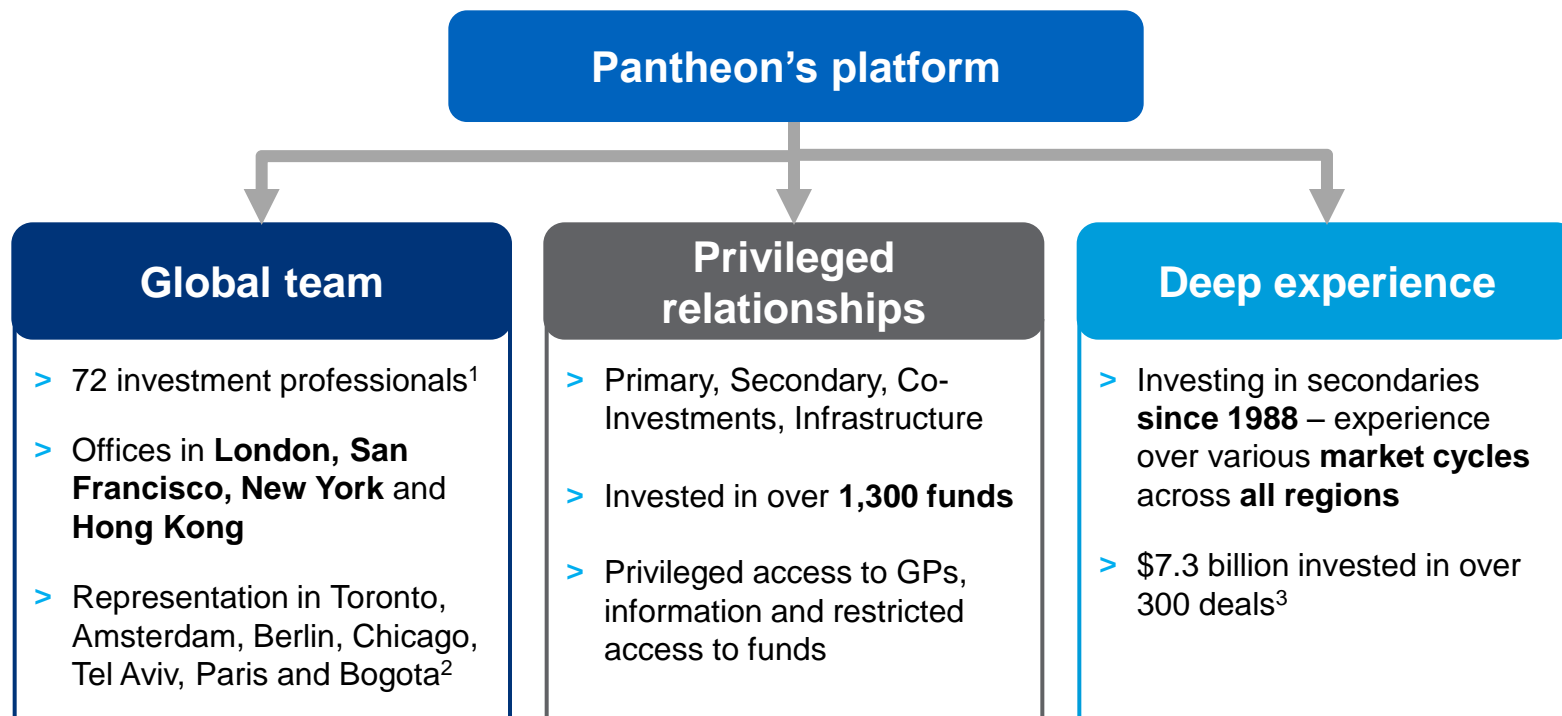 Pantheon’s platform
Global team
> 72 investment professionals1
> Offices in London, San
Francisco, New York and
Hong Kong
> Representation in Toronto,
Amsterdam, Berlin, Chicago,
Tel Aviv, Paris and Bogota2
Privileged
relationships
> Primary, Secondary, Co-
Investments, Infrastructure
> Invested in over 1,300 funds
> Privileged access to GPs,
information and restricted
access to funds
Deep experience
> Investing in secondaries
since 1988 – experience
over various market cycles
across all regions
> $7.3 billion invested in over
300 deals3